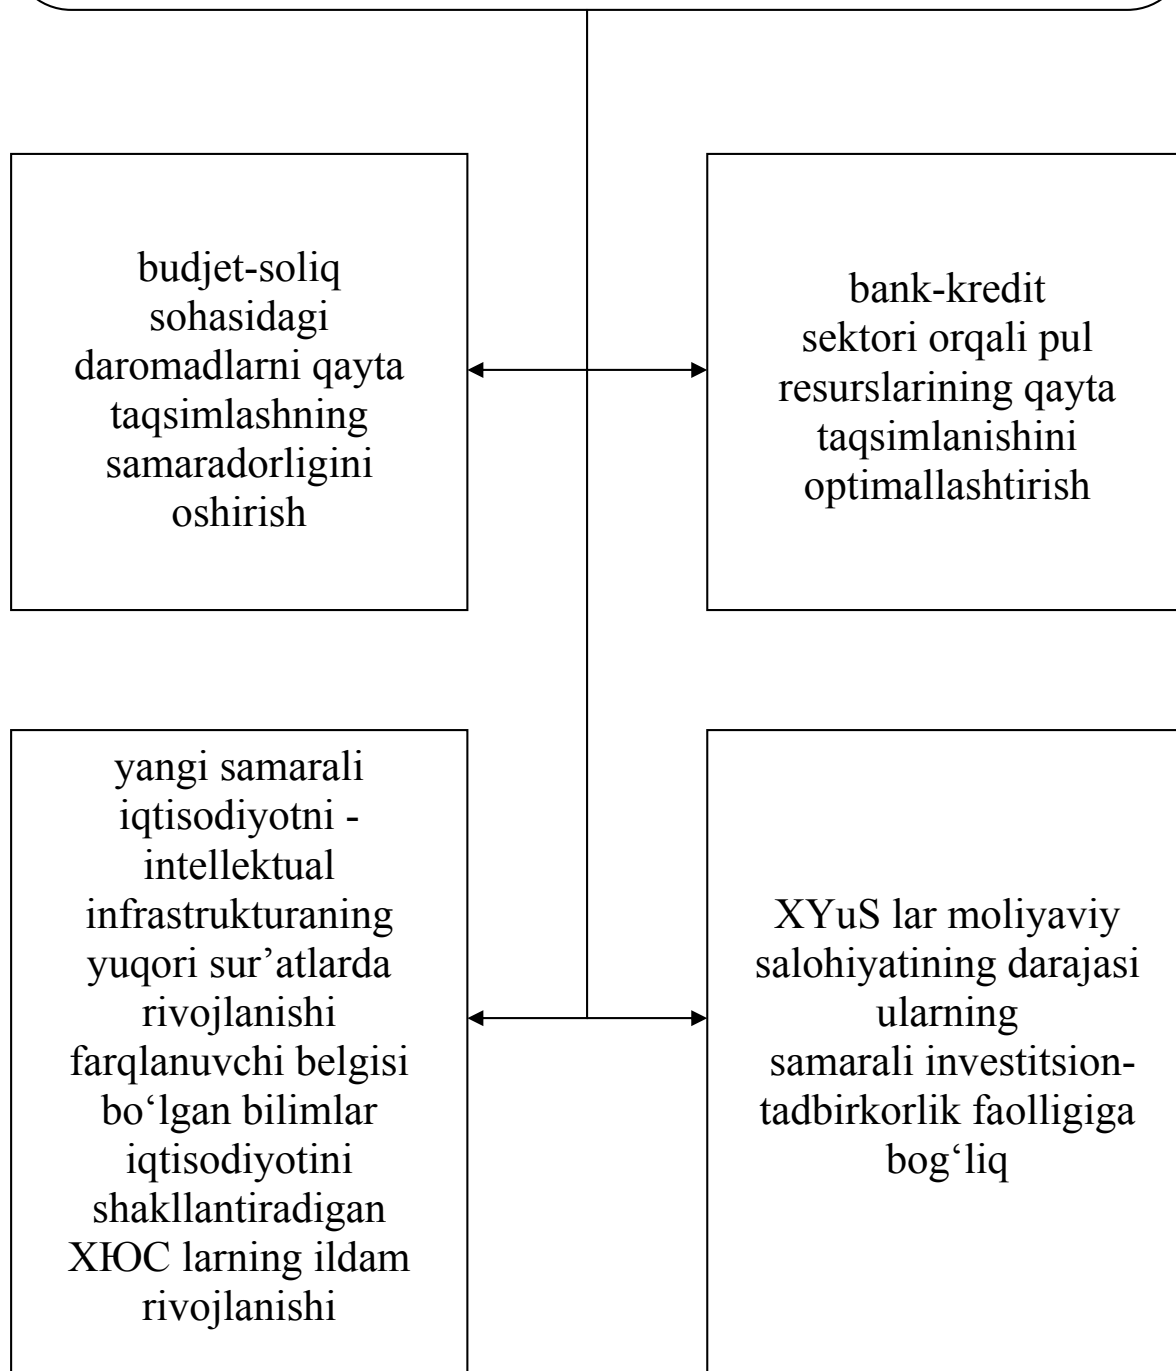 budjet-soliq
sohasidagi
daromadlarni qayta
taqsimlashning
samaradorligini
oshirish
bank-kredit
sektori orqali pul
resurslarining qayta
taqsimlanishini
optimallashtirish
yangi samarali
iqtisodiyotni -
intellektual
infrastrukturaning
yuqori sur’atlarda
rivojlanishi
farqlanuvchi belgisi
bo‘lgan bilimlar
iqtisodiyotini
shakllantiradigan
ХЮС larning ildam
rivojlanishi
XYuS lar moliyaviy
salohiyatining darajasi
ularning
samarali investitsion-
tadbirkorlik faolligiga
bog‘liq